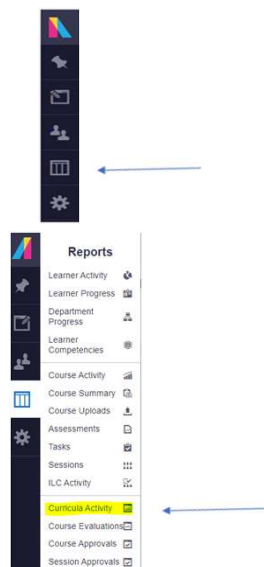 Reports
Learner Activity
Learner Progress
Department
Progress
Learner
Competencies
Course Activity
Course Summary
Course Uploads
Assessments
Tasks
Sessions
ILC Activity
Curricula Activity
Course Evaluations
Course Approvals
Session Approvals